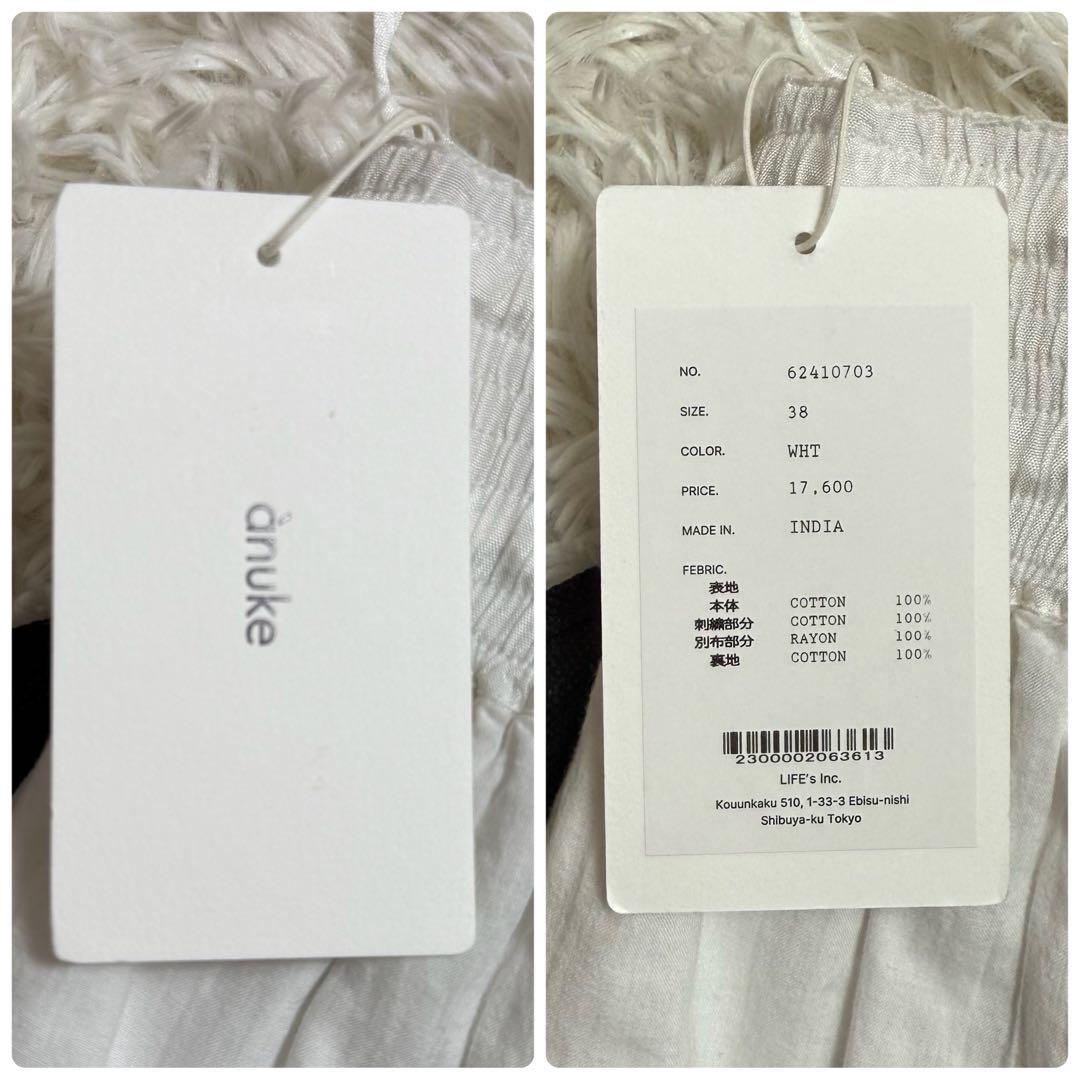 ånuke
NO. 62410703
SIZE. 38
COLOR. WHT
PRICE. 17,600
MADE IN. INDIA
FEBRIC.
表地
本体 COTTON 100%
刺繍部分 COTTON 100%
別布部分 RAYON 100%
裏地 COTTON 100%
2300002063613
LIFE's Inc.
Kouunkaku 510, 1-33-3 Ebisu-nishi
Shibuya-ku Tokyo